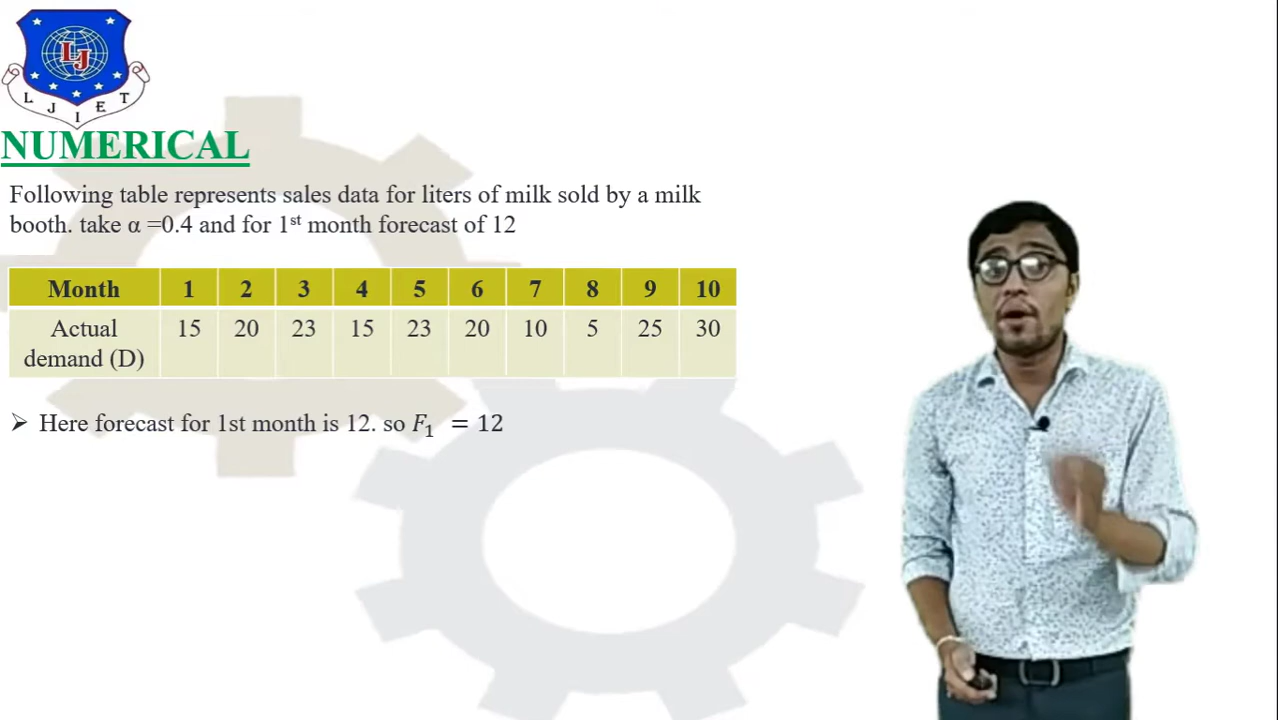 LJ
L J I E T
NUMERICAL
Following table represents sales data for liters of milk sold by a milk
booth. take α =0.4 and for 1st month forecast of 12
Month 1 2 3 4 5 6 7 8 9 10
Actual demand (D) 15 20 23 15 23 20 10 5 25 30
➢ Here forecast for 1st month is 12. so F₁ = 12